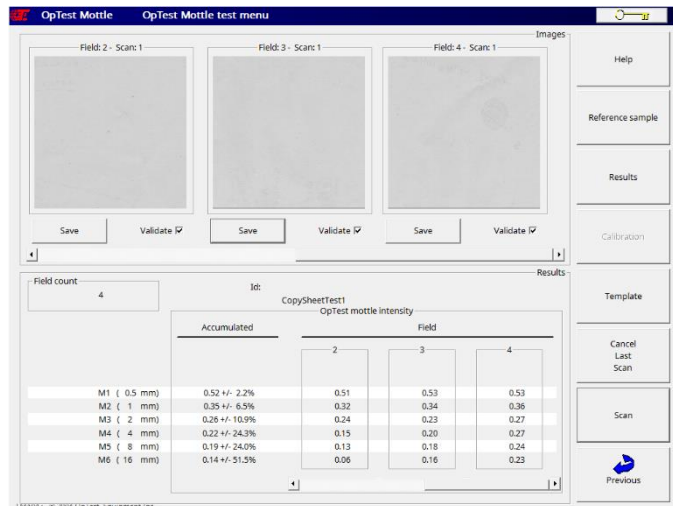 OpTest Mottle OpTest Mottle test menu
Images
Field: 2 - Scan: 1
Field: 3 - Scan: 1
Field: 4 - Scan: 1
Save
Validate
Save
Validate
Save
Validate
Help
Reference sample
Results
Calibration
Template
Cancel
Last
Scan
Scan
Previous
Results
Field count
4
Id:
CopySheetTest1
OpTest mottle intensity
Accumulated Field
2 3 4
M1 ( 0.5 mm) 0.52 +/- 2.2% 0.51 0.53 0.53
M2 ( 1 mm) 0.35 +/- 6.5% 0.32 0.34 0.36
M3 ( 2 mm) 0.26 +/- 10.9% 0.24 0.23 0.27
M4 ( 4 mm) 0.22 +/- 24.3% 0.15 0.20 0.27
M5 ( 8 mm) 0.19 +/- 24.0% 0.13 0.18 0.24
M6 ( 16 mm) 0.14 +/- 51.5% 0.06 0.16 0.23